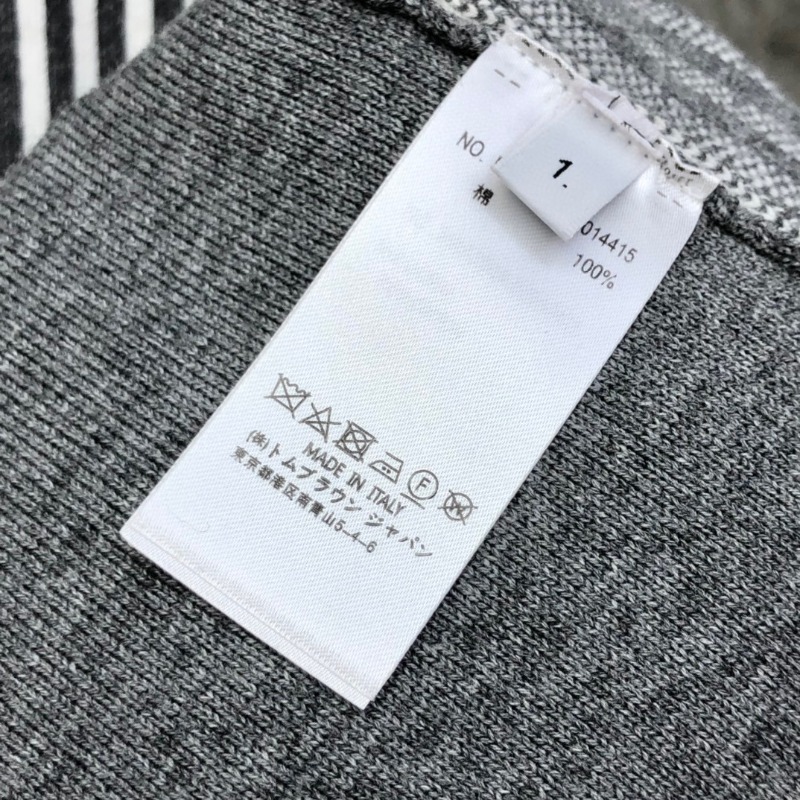 1.
NO.
014415
棉
100%
F
W
MADE IN ITALY
(株)トムブラウン ジャパン
東京都港区南青山5-4-6